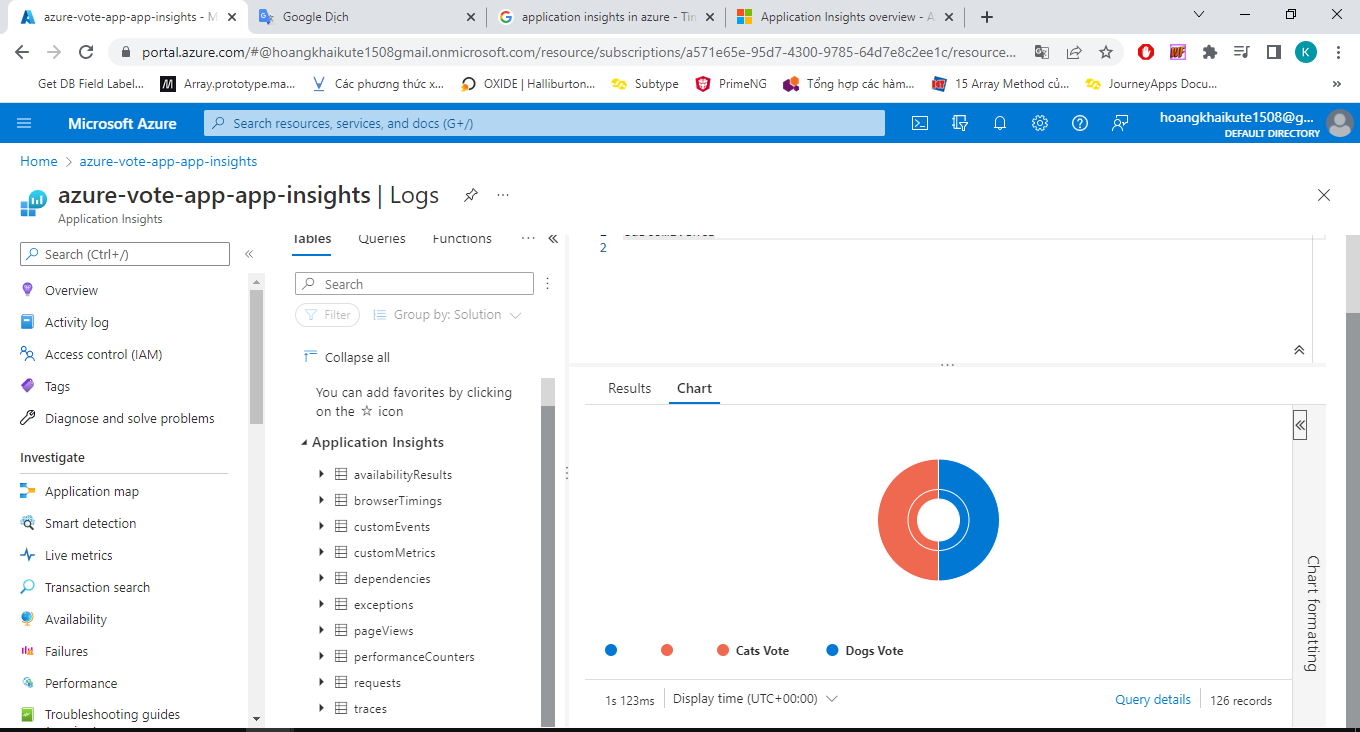 azure-vote-app-app-insights - M
Google Dịch
application insights in azure - Tìm
Application Insights overview - A
portal.azure.com/#@hoangkhaikute1508gmail.onmicrosoft.com/resource/subscriptions/a571e65e-95d7-4300-9785-64d7e8c2ee1c/resource...
K
Get DB Field Label...
Array.prototype.ma...
Các phương thức x...
OXIDE | Halliburton...
Subtype
PrimeNG
Tổng hợp các hàm...
15 Array Method củ...
JourneyApps Docu...
Microsoft Azure
Search resources, services, and docs (G+/)
hoangkhaikute1508@g...
DEFAULT DIRECTORY
Home > azure-vote-app-app-insights
azure-vote-app-app-insights | Logs
Application Insights
Search (Ctrl+/)
Overview
Activity log
Access control (IAM)
Tags
Diagnose and solve problems
Investigate
Application map
Smart detection
Live metrics
Transaction search
Availability
Failures
Performance
Troubleshooting guides
Tables
Queries
Functions
Search
Filter
Group by: Solution
Collapse all
You can add favorites by clicking
on the ☆ icon
Application Insights
availabilityResults
browserTimings
customEvents
customMetrics
dependencies
exceptions
pageViews
performanceCounters
requests
traces
2
Results
Chart
Chart formatting
Cats Vote
Dogs Vote
1s 123ms
Display time (UTC+00:00)
Query details
126 records